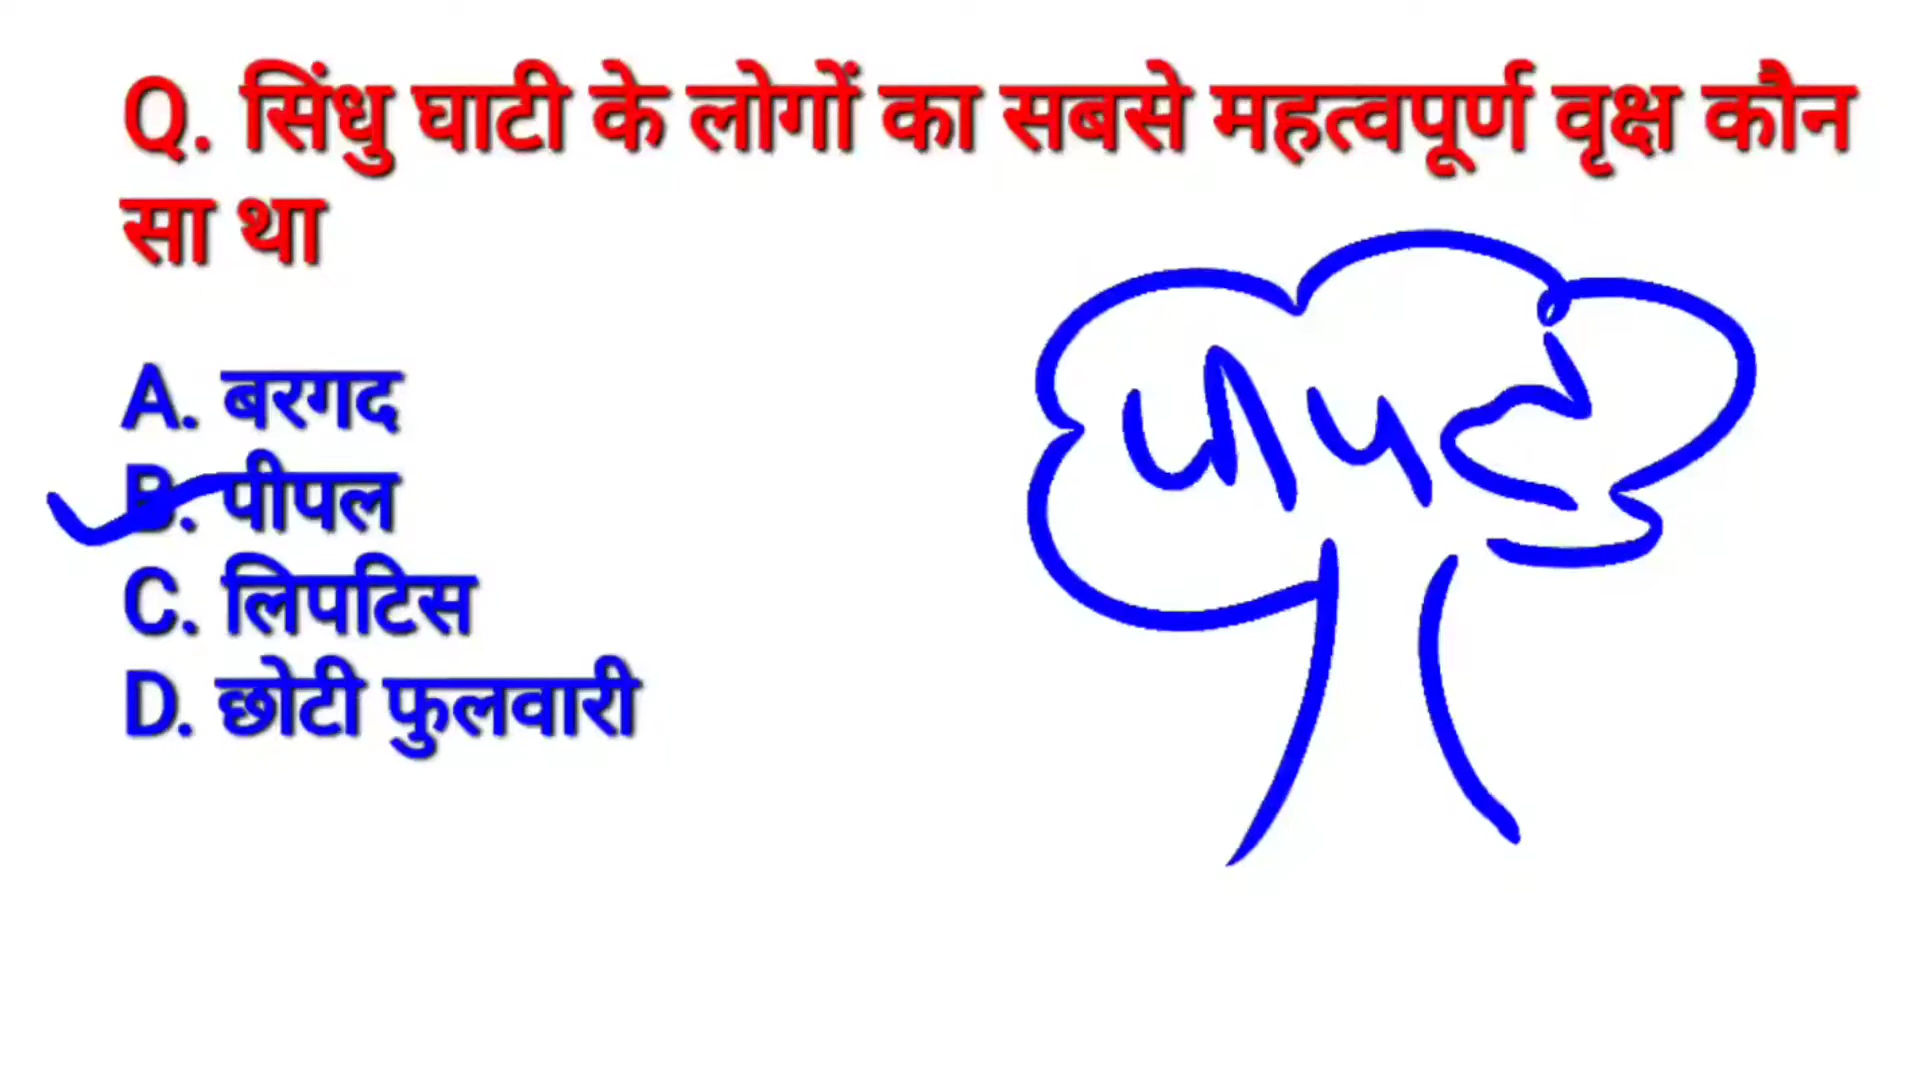 Q. सिंधु घाटी के लोगों का सबसे महत्वपूर्ण वृक्ष कौन
सा था
A. बरगद
B. पीपल
C. लिपटिस
D. छोटी फुलवारी
पीपल